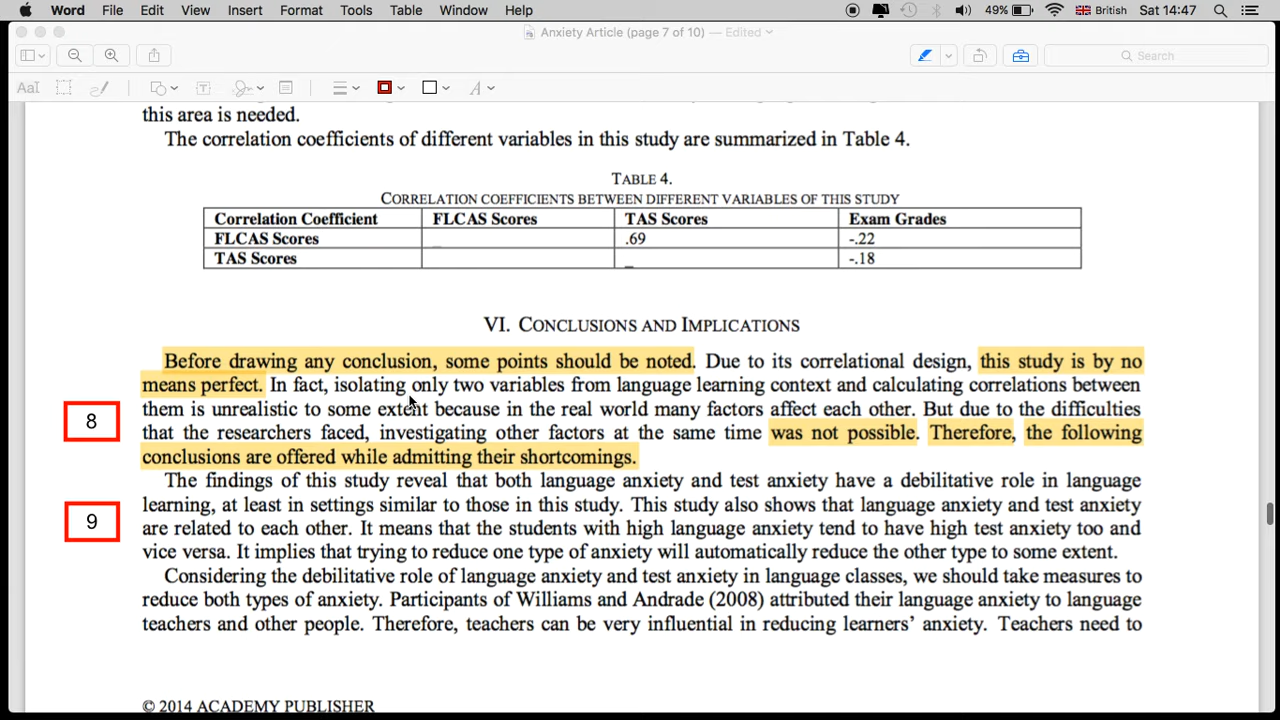 Word File Edit View Insert Format Tools Table Window Help 49% British Sat 14:47
Anxiety Article (page 7 of 10) — Edited
Search
AaI T A
this area is needed.
The correlation coefficients of different variables in this study are summarized in Table 4.
TABLE 4.
CORRELATION COEFFICIENTS BETWEEN DIFFERENT VARIABLES OF THIS STUDY
Correlation Coefficient FLCAS Scores TAS Scores Exam Grades
FLCAS Scores _ .69 -.22
TAS Scores _ -.18
VI. CONCLUSIONS AND IMPLICATIONS
Before drawing any conclusion, some points should be noted. Due to its correlational design, this study is by no
means perfect. In fact, isolating only two variables from language learning context and calculating correlations between
them is unrealistic to some extent because in the real world many factors affect each other. But due to the difficulties
8
that the researchers faced, investigating other factors at the same time was not possible. Therefore, the following
conclusions are offered while admitting their shortcomings.
The findings of this study reveal that both language anxiety and test anxiety have a debilitative role in language
learning, at least in settings similar to those in this study. This study also shows that language anxiety and test anxiety
9
are related to each other. It means that the students with high language anxiety tend to have high test anxiety too and
vice versa. It implies that trying to reduce one type of anxiety will automatically reduce the other type to some extent.
Considering the debilitative role of language anxiety and test anxiety in language classes, we should take measures to
reduce both types of anxiety. Participants of Williams and Andrade (2008) attributed their language anxiety to language
teachers and other people. Therefore, teachers can be very influential in reducing learners' anxiety. Teachers need to
© 2014 ACADEMY PUBLISHER